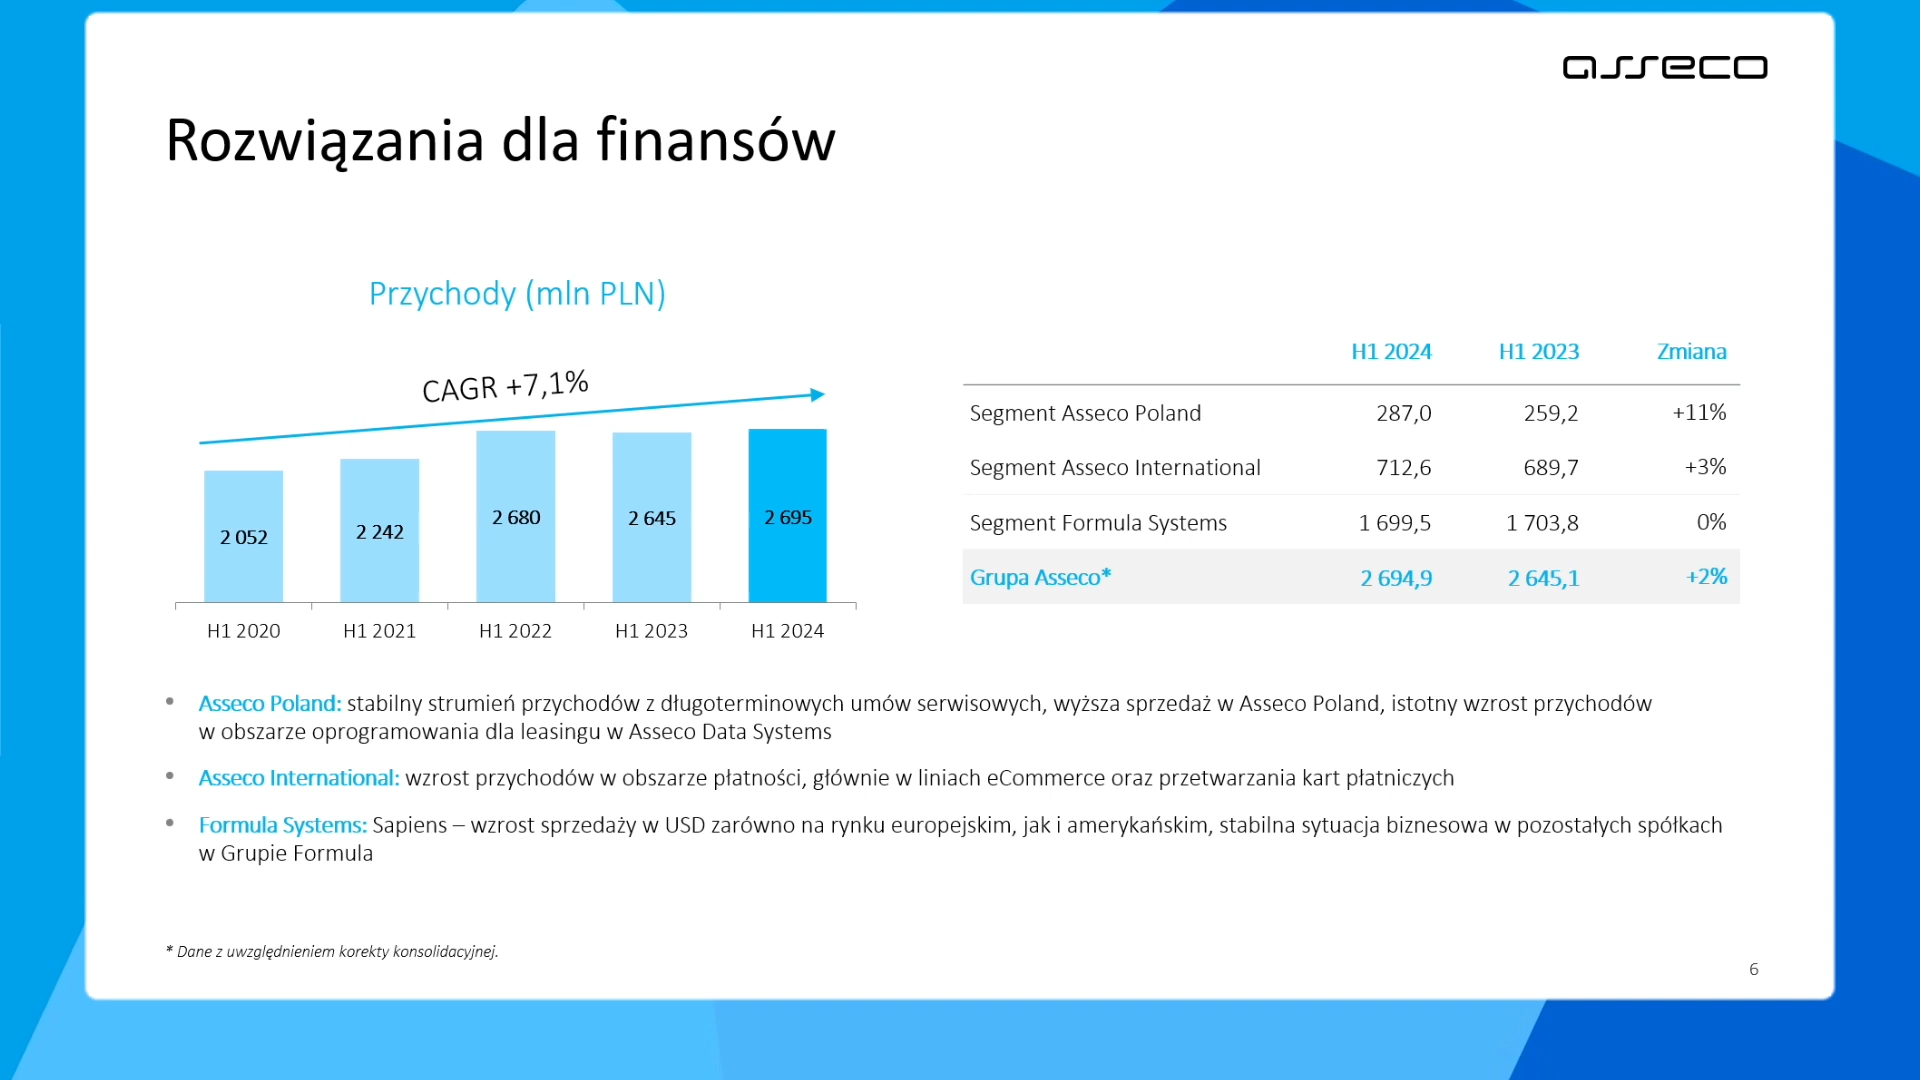 asseco
Rozwiązania dla finansów
Przychody (mln PLN)
CAGR +7,1%
2 052
2 242
2 680
2 645
2 695
H1 2020
H1 2021
H1 2022
H1 2023
H1 2024
H1 2024 H1 2023 Zmiana
Segment Asseco Poland 287,0 259,2 +11%
Segment Asseco International 712,6 689,7 +3%
Segment Formula Systems 1 699,5 1 703,8 0%
Grupa Asseco* 2 694,9 2 645,1 +2%
• Asseco Poland: stabilny strumień przychodów z długoterminowych umów serwisowych, wyższa sprzedaż w Asseco Poland, istotny wzrost przychodów
w obszarze oprogramowania dla leasingu w Asseco Data Systems
• Asseco International: wzrost przychodów w obszarze płatności, głównie w liniach eCommerce oraz przetwarzania kart płatniczych
• Formula Systems: Sapiens – wzrost sprzedaży w USD zarówno na rynku europejskim, jak i amerykańskim, stabilna sytuacja biznesowa w pozostałych spółkach
w Grupie Formula
* Dane z uwzględnieniem korekty konsolidacyjnej.
6